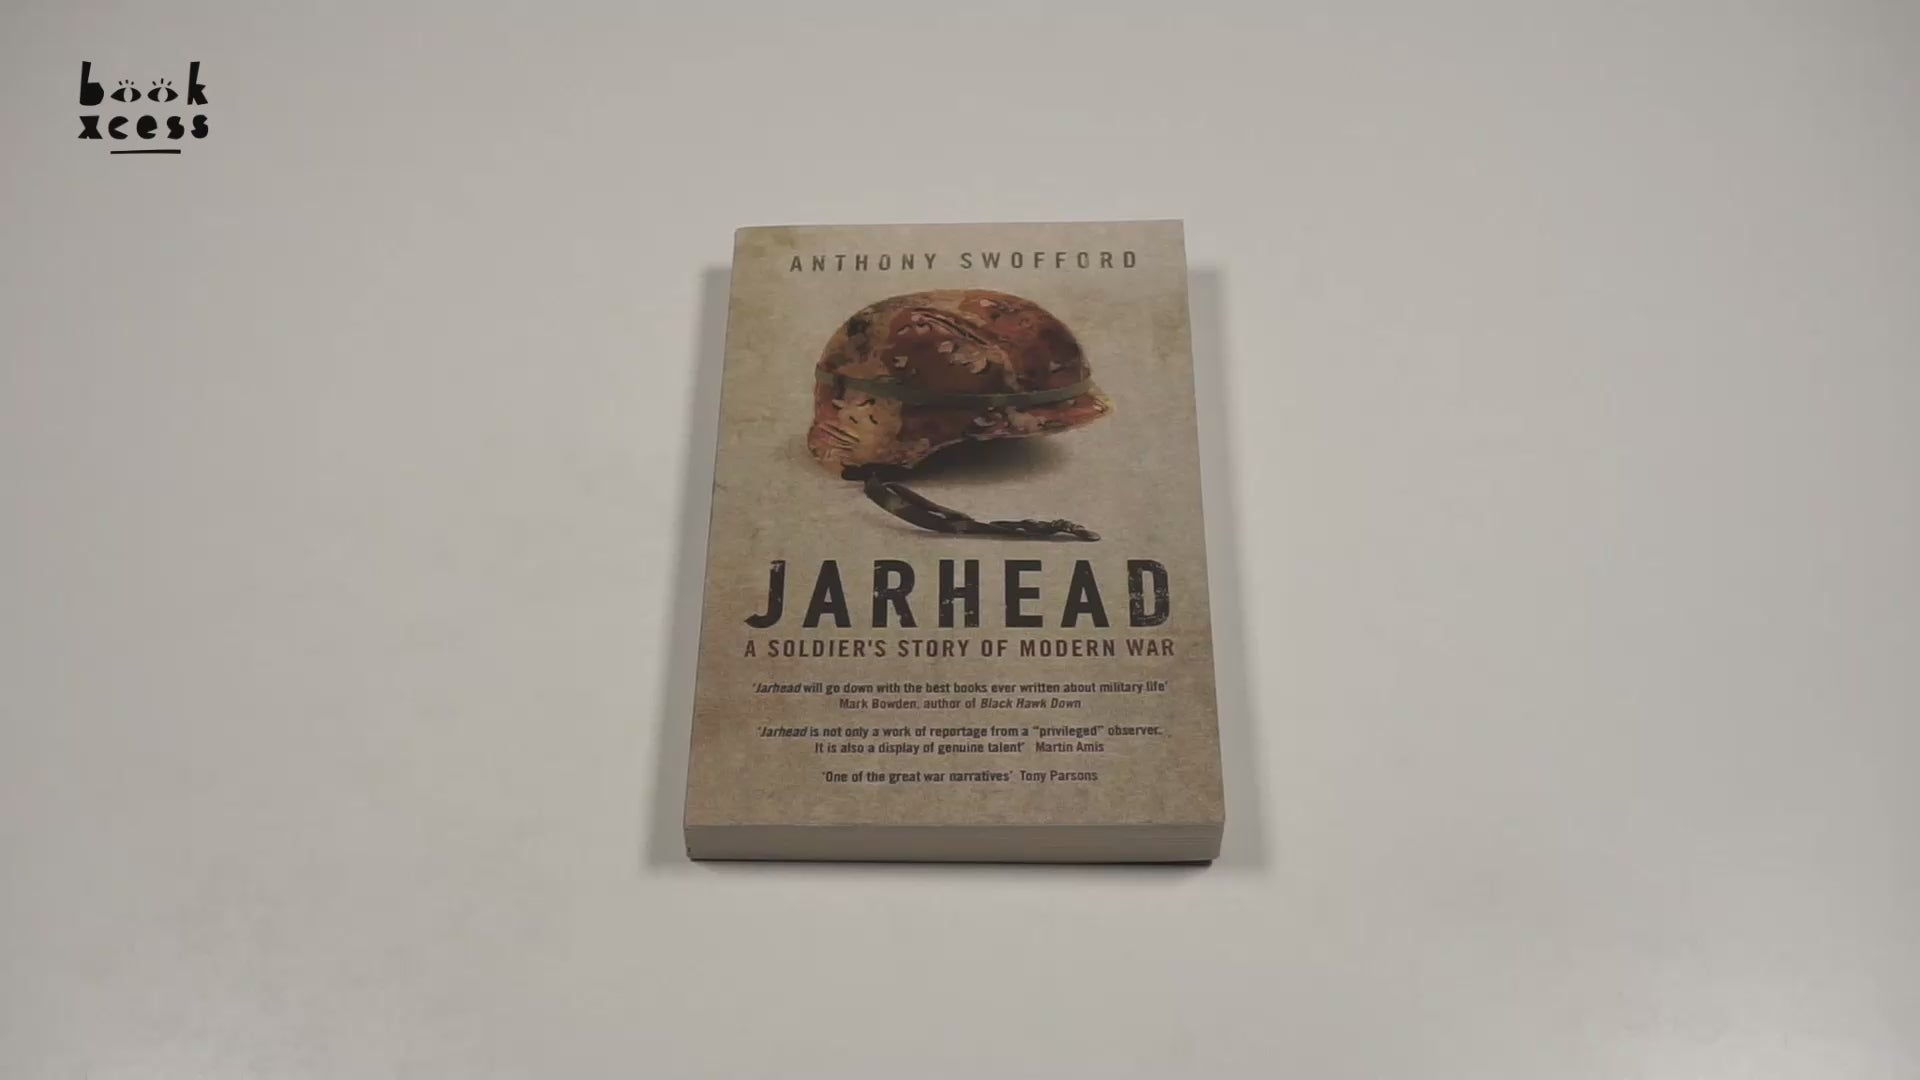 book
xcess
ANTHONY SWOFFORD
JARHEAD
A SOLDIER'S STORY OF MODERN WAR
'Jarhead will go down with the best books ever written about military life'
Mark Bowden, author of Black Hawk Down
'Jarhead is not only a work of reportage from a "privileged" observer.
It is also a display of genuine talent' Martin Amis
'One of the great war narratives' Tony Parsons